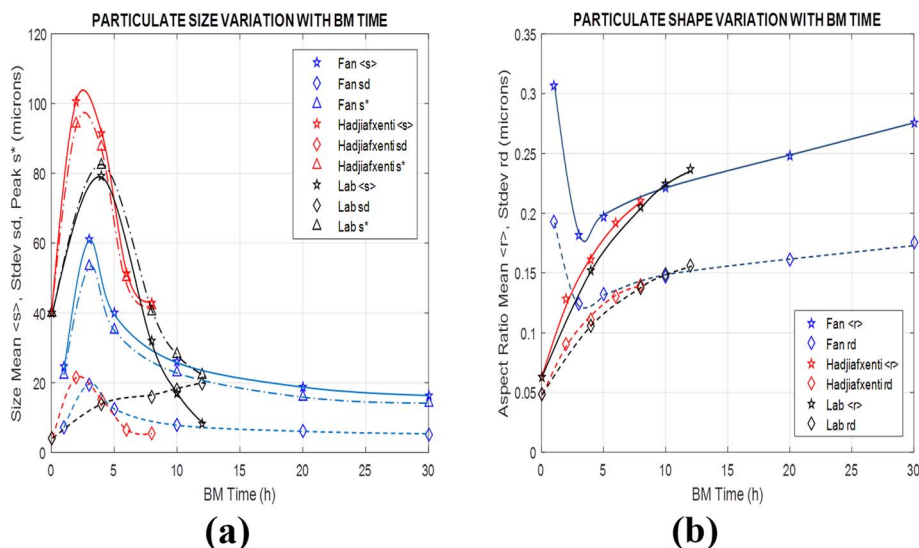 PARTICULATE SIZE VARIATION WITH BM TIME
120
100
80
60
40
20
0
Size Mean <s>, Stdev sd, Peak s* (microns)
Fan <s>
Fan sd
Fan s*
Hadjiafxenti <s>
Hadjiafxenti sd
Hadjiafxenti s*
Lab <s>
Lab sd
Lab s*
0 5 10 15 20 25 30
BM Time (h)
(a)
PARTICULATE SHAPE VARIATION WITH BM TIME
0.35
0.3
0.25
0.2
0.15
0.1
0.05
0
Aspect Ratio Mean <r>, Stdev rd (microns)
Fan <r>
Fan rd
Hadjiafxenti <r>
Hadjiafxenti rd
Lab <r>
Lab rd
0 5 10 15 20 25 30
BM Time (h)
(b)